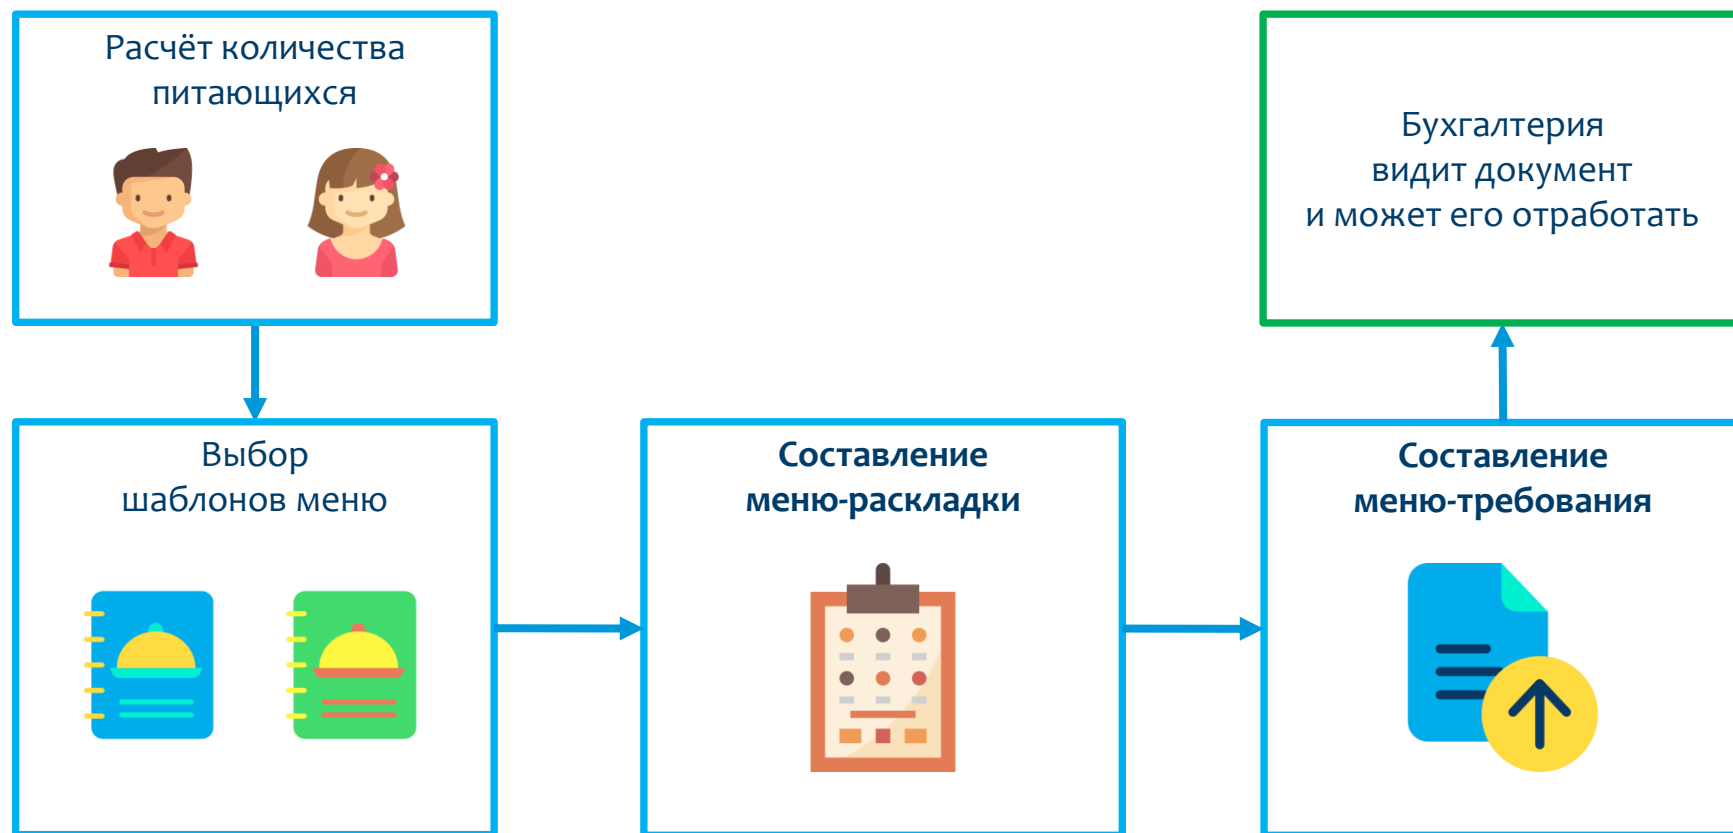 Расчёт количества
питающихся
Бухгалтерия
видит документ
и может его отработать
Выбор
шаблонов меню
Составление
меню-раскладки
Составление
меню-требования